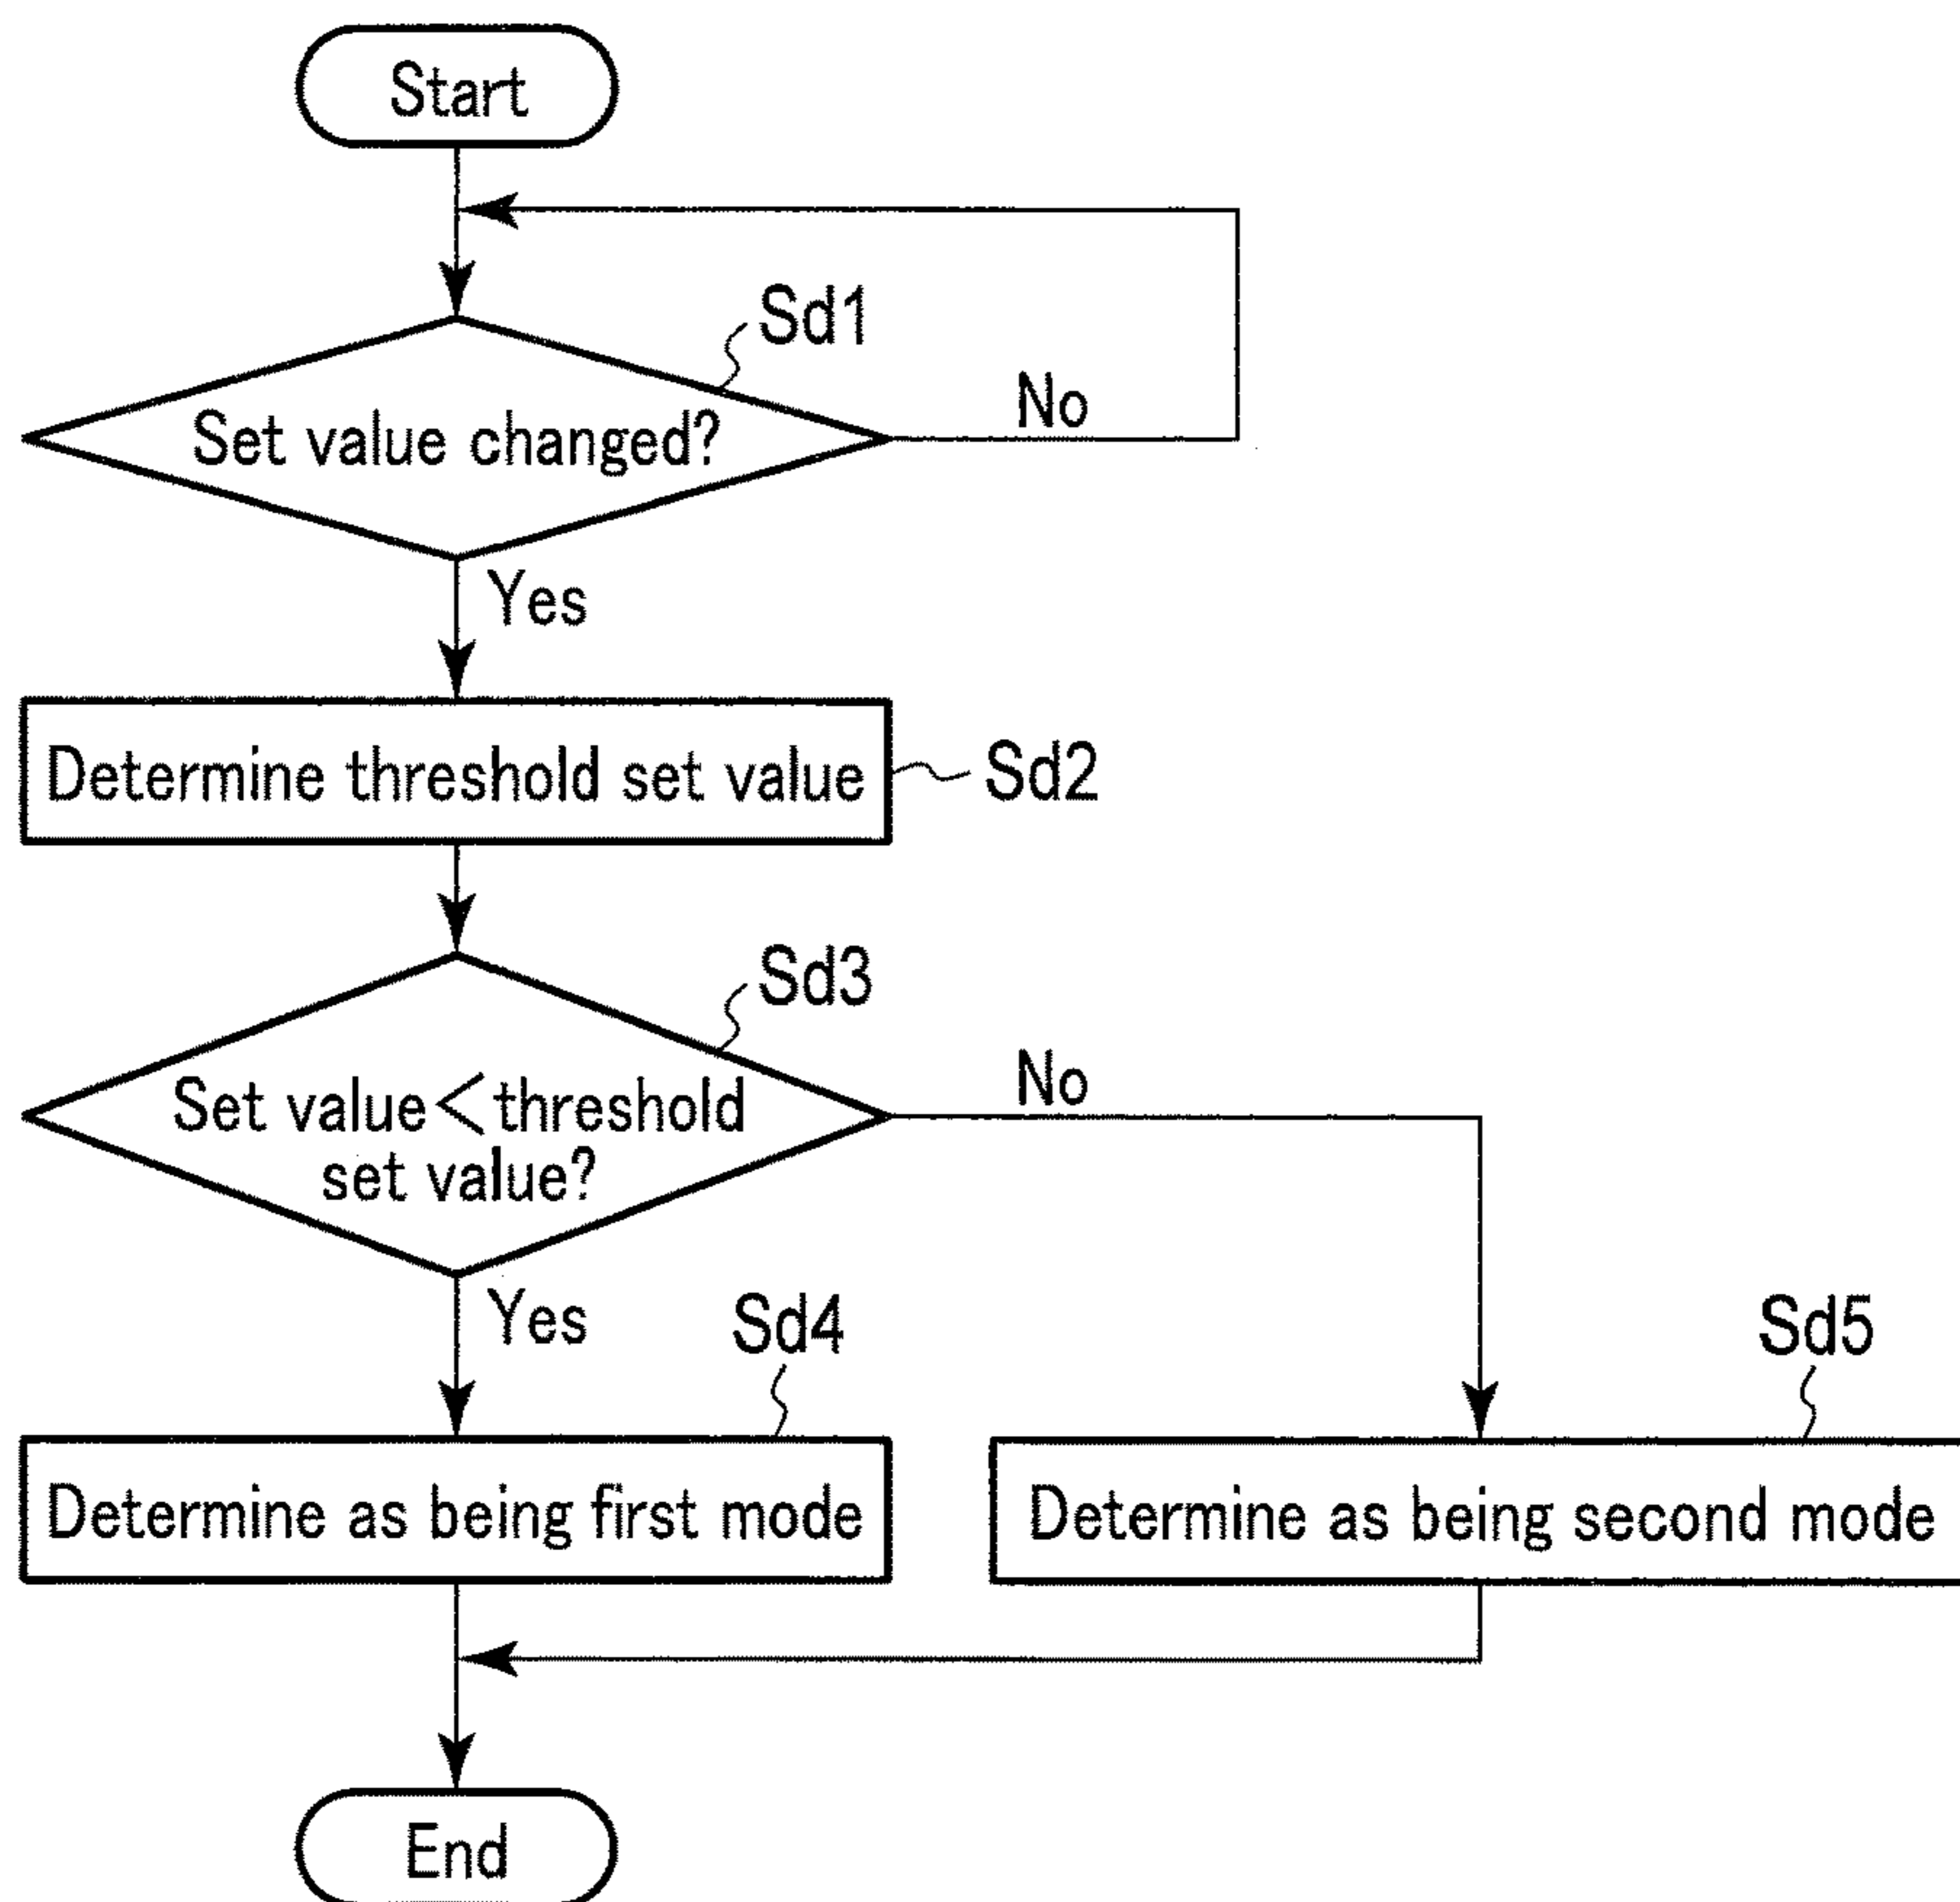 Start
Sd1
Set value changed?
No
Yes
Determine threshold set value
Sd2
Sd3
Set value<threshold
set value?
No
Yes
Sd4
Sd5
Determine as being first mode
Determine as being second mode
End